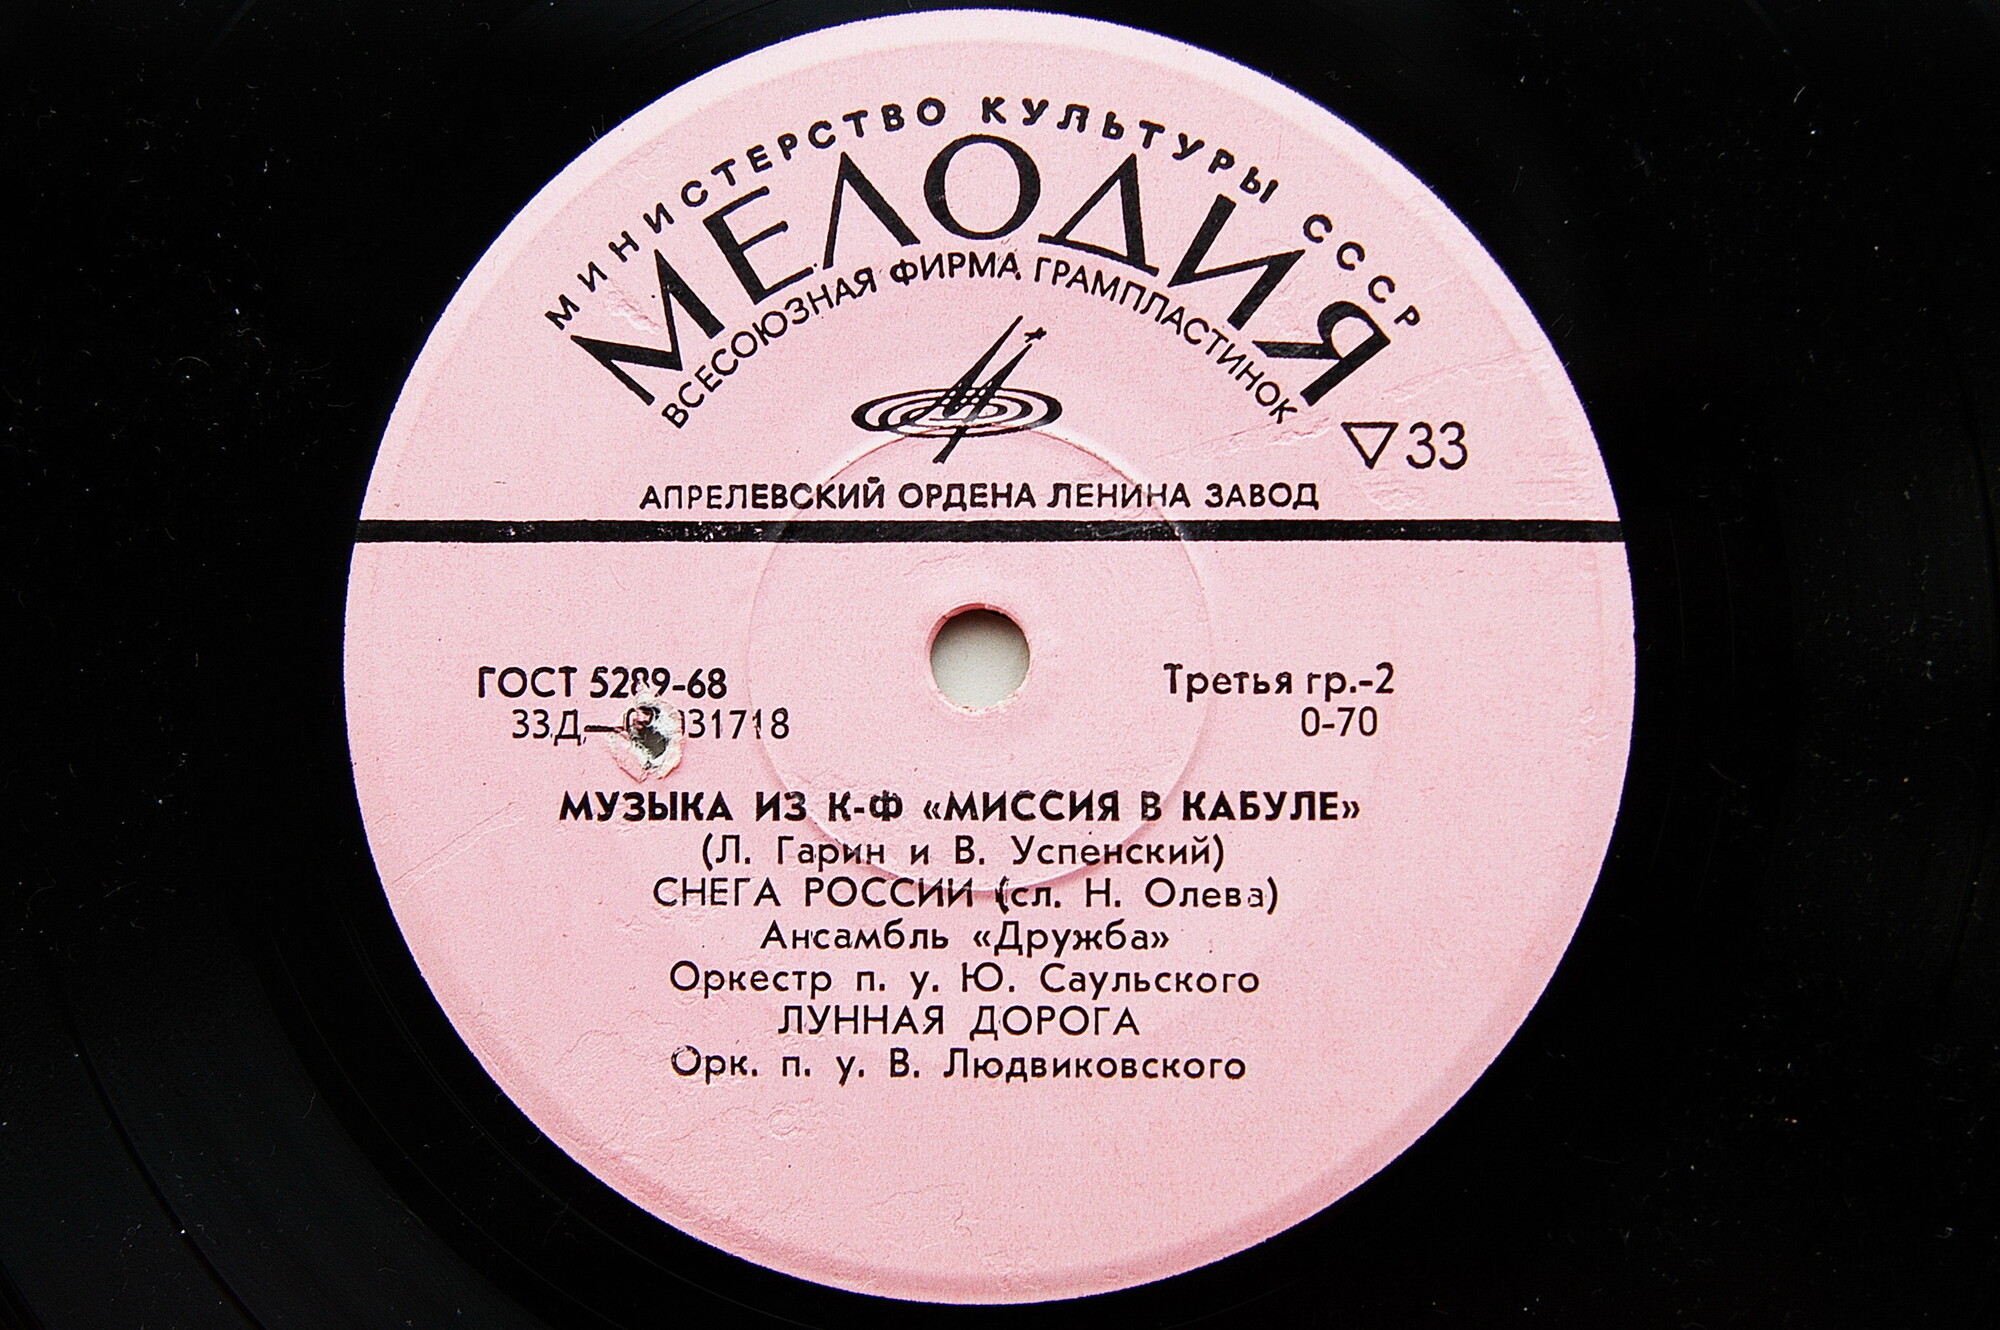 МИНИСТЕРСТВО КУЛЬТУРЫ СССР
МЕЛОДИЯ
ВСЕСОЮЗНАЯ ФИРМА ГРАМПЛАСТИНОК
33
АПРЕЛЕВСКИЙ ОРДЕНА ЛЕНИНА ЗАВОД
ГОСТ 5289-68
Третья гр.-2
0-70
МУЗЫКА ИЗ К-Ф «МИССИЯ В КАБУЛЕ»
(Л. Гарин и В. Успенский)
СНЕГА РОССИИ (сл. Н. Олева)
Ансамбль «Дружба»
Оркестр п. у. Ю. Саульского
ЛУННАЯ ДОРОГА
Орк. п. у. В. Людвиковского